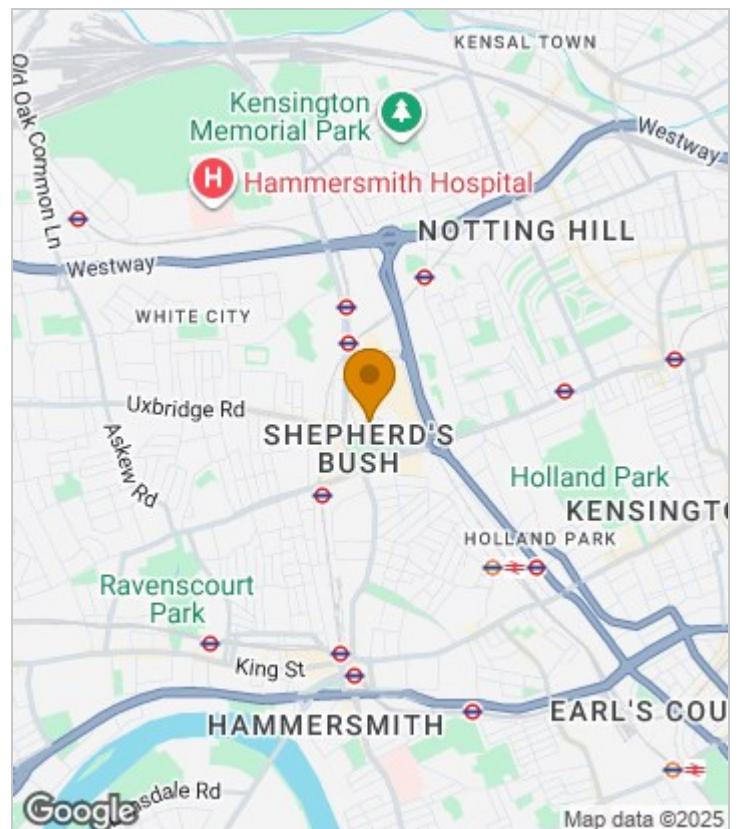 KENSAL TOWN
Old Oak Common Ln
Kensington
Memorial Park
Westway
H
Hammersmith Hospital
NOTTING HILL
Westway
WHITE CITY
Uxbridge Rd
SHEPHERD'S
BUSH
Askew Rd
Holland Park
KENSINGTO
HOLLAND PARK
Ravenscourt
Park
King St
HAMMERSMITH
EARL'S COU
nsdale Rd
Google
Map data ©2025